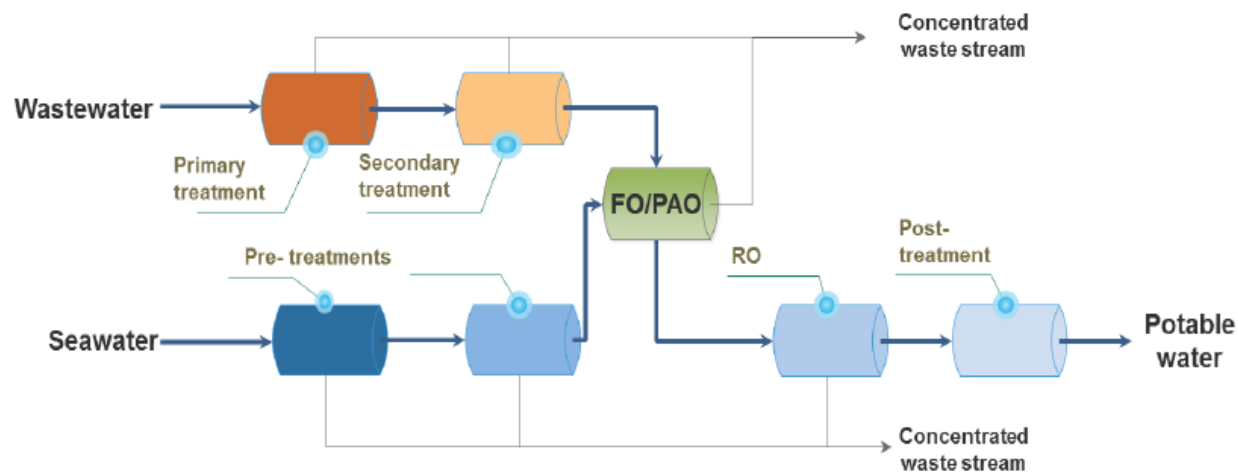 Concentrated
waste stream
Wastewater
Primary
treatment
Secondary
treatment
FO/PAO
Pre- treatments
RO
Post-
treatment
Seawater
Potable
water
Concentrated
waste stream